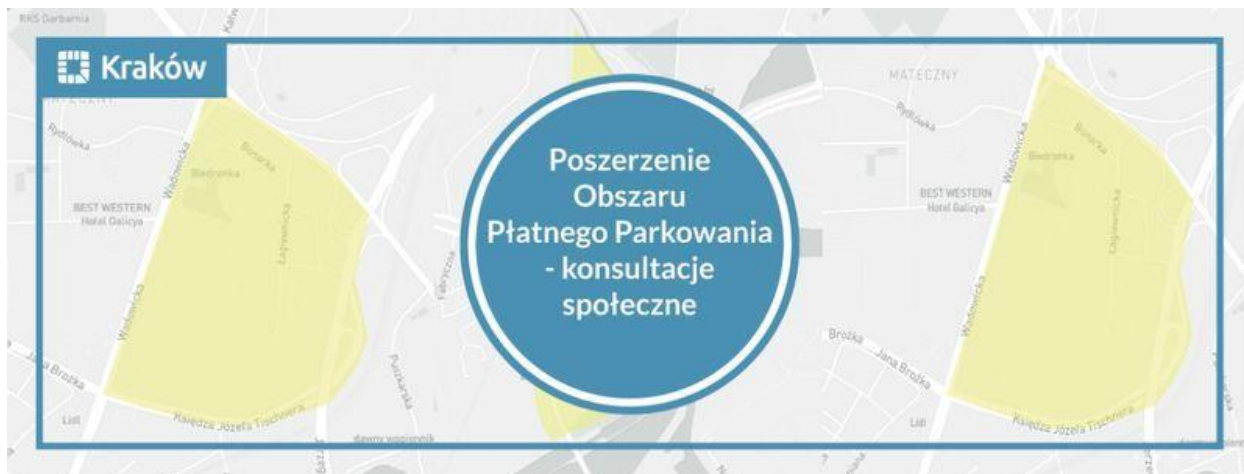 RKS Garbarnia
Kraków
Rydlówka
Wadowicka
Bonarka
Biedronka
BEST WESTERN
Hotel Galicya
Łagiewnicka
Wadowicka
Jana Brożka
Lidl
Księdza Józefa Tischnera
Fabryczna
Puszkarska
dawny wapiennik
Poszerzenie
Obszaru
Płatnego Parkowania
- konsultacje
społeczne
MATECZNY
Rydlówka
Wadowicka
Bonarka
Biedronka
BEST WESTERN
Hotel Galicya
Łagiewnicka
Wadowicka
Brożka
Jana Brożka
Lidl
Księdza Józefa Tischnera